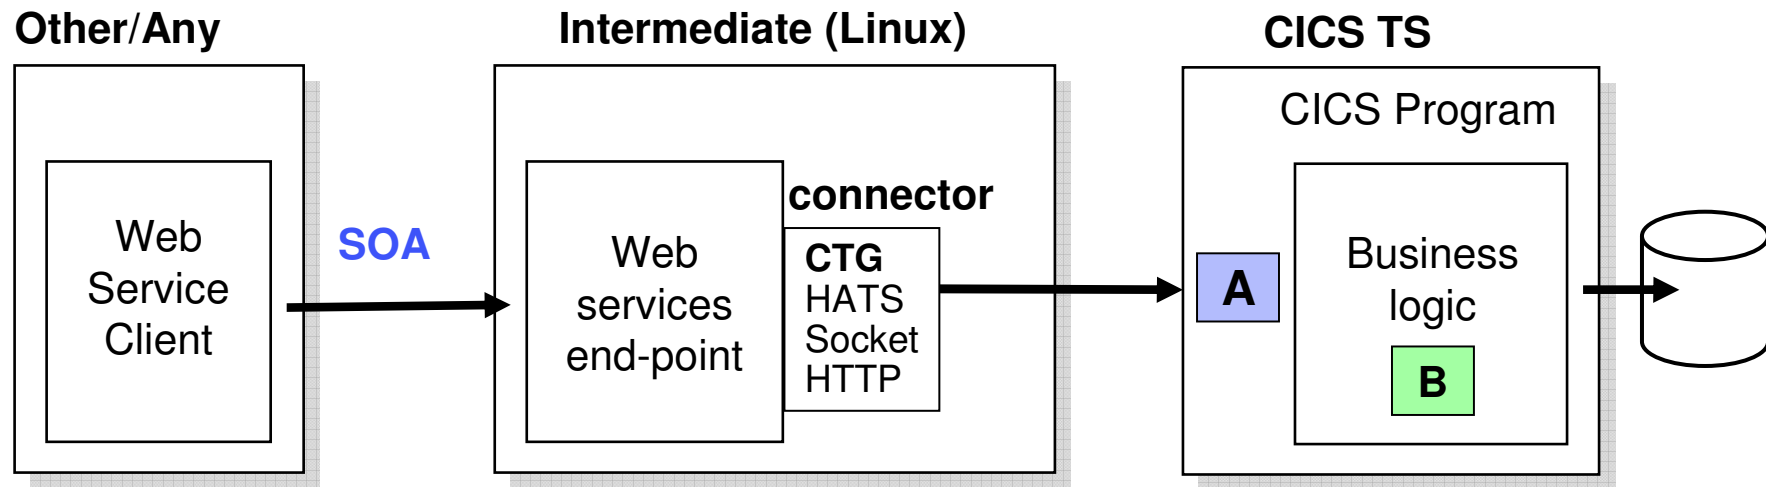 Other/Any
Intermediate (Linux)
CICS TS
Web
Service
Client
SOA
Web
services
end-point
connector
CTG
HATS
Socket
HTTP
CICS Program
A
Business
logic
B